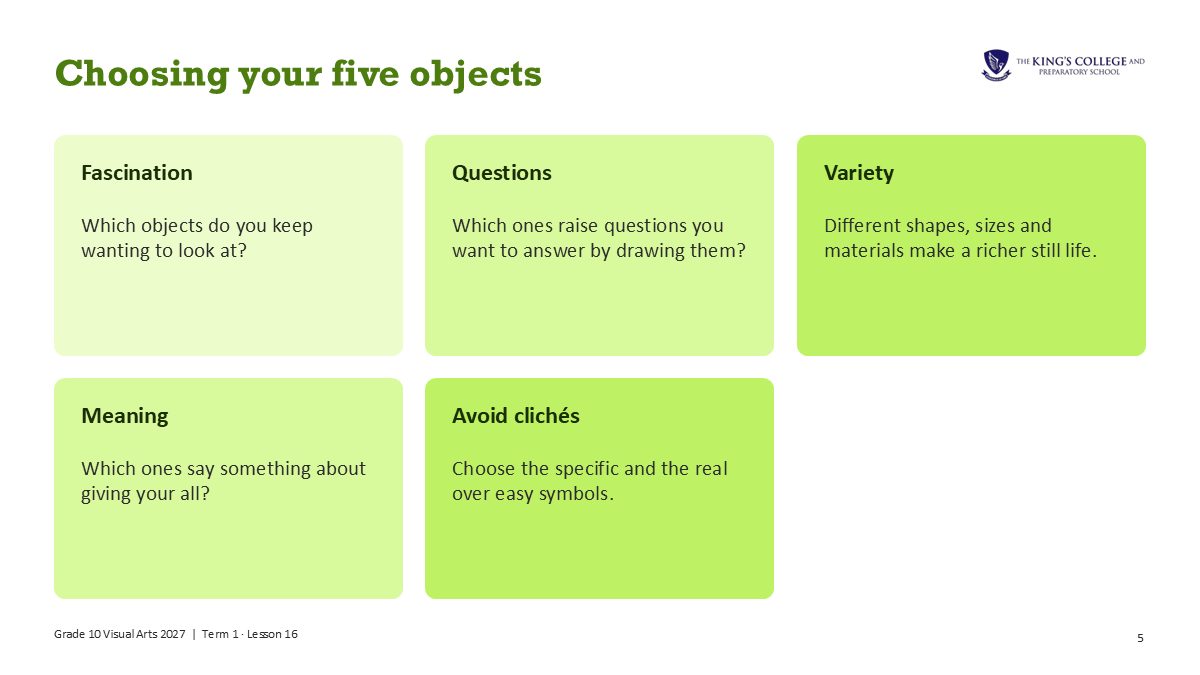 Choosing your five objects
THE KING'S COLLEGE AND
PREPARATORY SCHOOL
Fascination
Which objects do you keep
wanting to look at?
Questions
Which ones raise questions you
want to answer by drawing them?
Variety
Different shapes, sizes and
materials make a richer still life.
Meaning
Which ones say something about
giving your all?
Avoid clichés
Choose the specific and the real
over easy symbols.
Grade 10 Visual Arts 2027 | Term 1 · Lesson 16
5